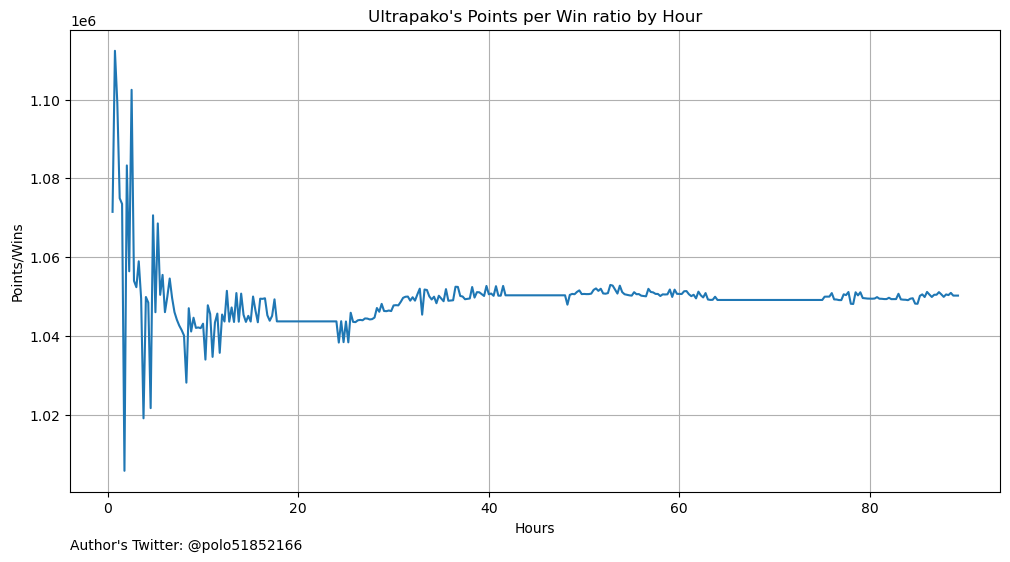 Ultrapako's Points per Win ratio by Hour
1e6
1.10
1.08
1.06
1.04
1.02
Points/Wins
0 20 40 60 80
Hours
Author's Twitter: @polo51852166